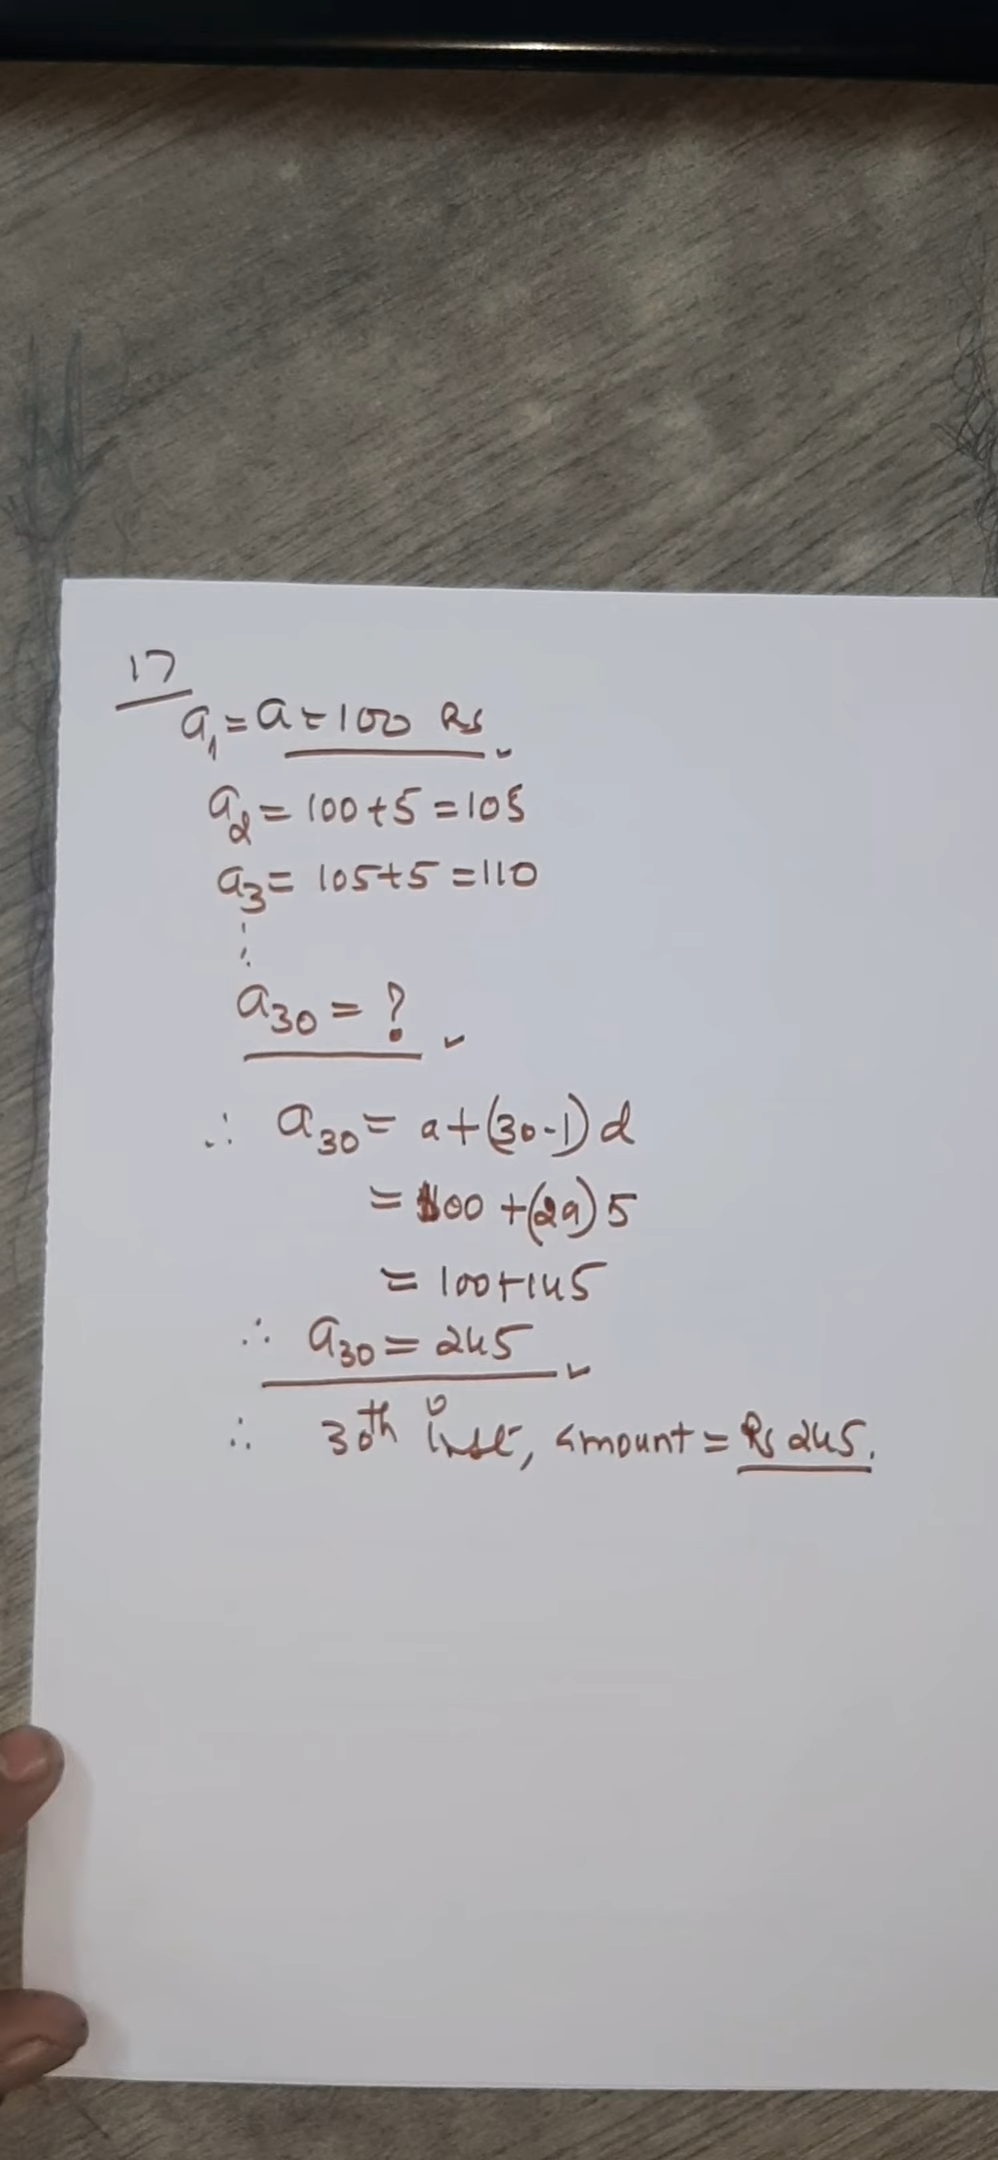 17
a₁ = a = 100 Rs
a₂ = 100 + 5 = 105
a₃ = 105 + 5 = 110
⋮
a₃₀ = ?
∴ a₃₀ = a + (30-1) d
= 100 + (29) 5
= 100 + 145
∴ a₃₀ = 245
∴ 30th inst, amount = Rs 245.